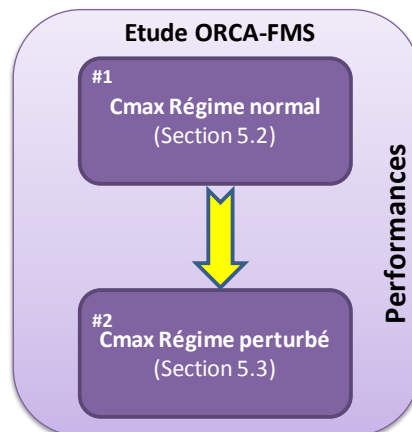 Etude ORCA-FMS
#1
Cmax Régime normal
(Section 5.2)
Performances
#2
Cmax Régime perturbé
(Section 5.3)